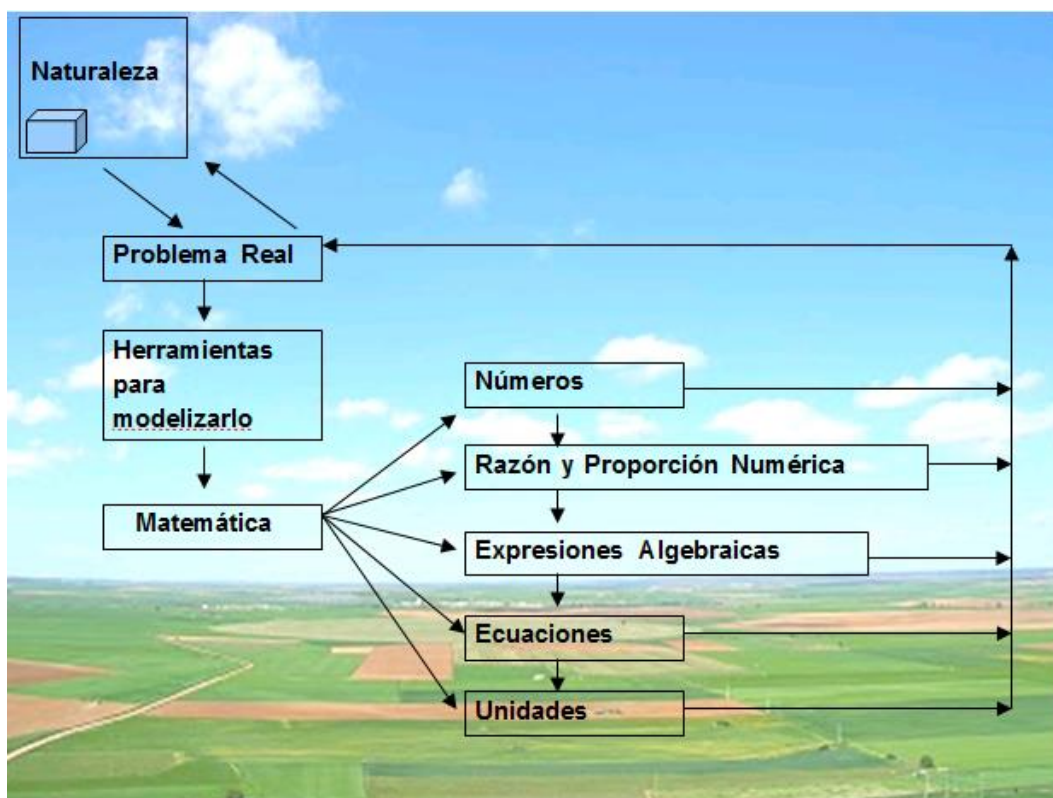 Naturaleza
Problema Real
Herramientas
para
modelizarlo
Matemática
Números
Razón y Proporción Numérica
Expresiones Algebraicas
Ecuaciones
Unidades